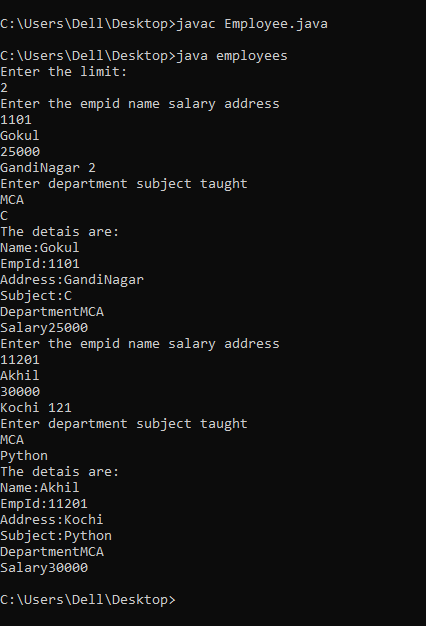 C:\Users\Dell\Desktop>javac Employee.java
C:\Users\Dell\Desktop>java employees
Enter the limit:
2
Enter the empid name salary address
1101
Gokul
25000
GandiNagar 2
Enter department subject taught
MCA
C
The detais are:
Name:Gokul
EmpId:1101
Address:GandiNagar
Subject:C
DepartmentMCA
Salary25000
Enter the empid name salary address
11201
Akhil
30000
Kochi 121
Enter department subject taught
MCA
Python
The detais are:
Name:Akhil
EmpId:11201
Address:Kochi
Subject:Python
DepartmentMCA
Salary30000
C:\Users\Dell\Desktop>